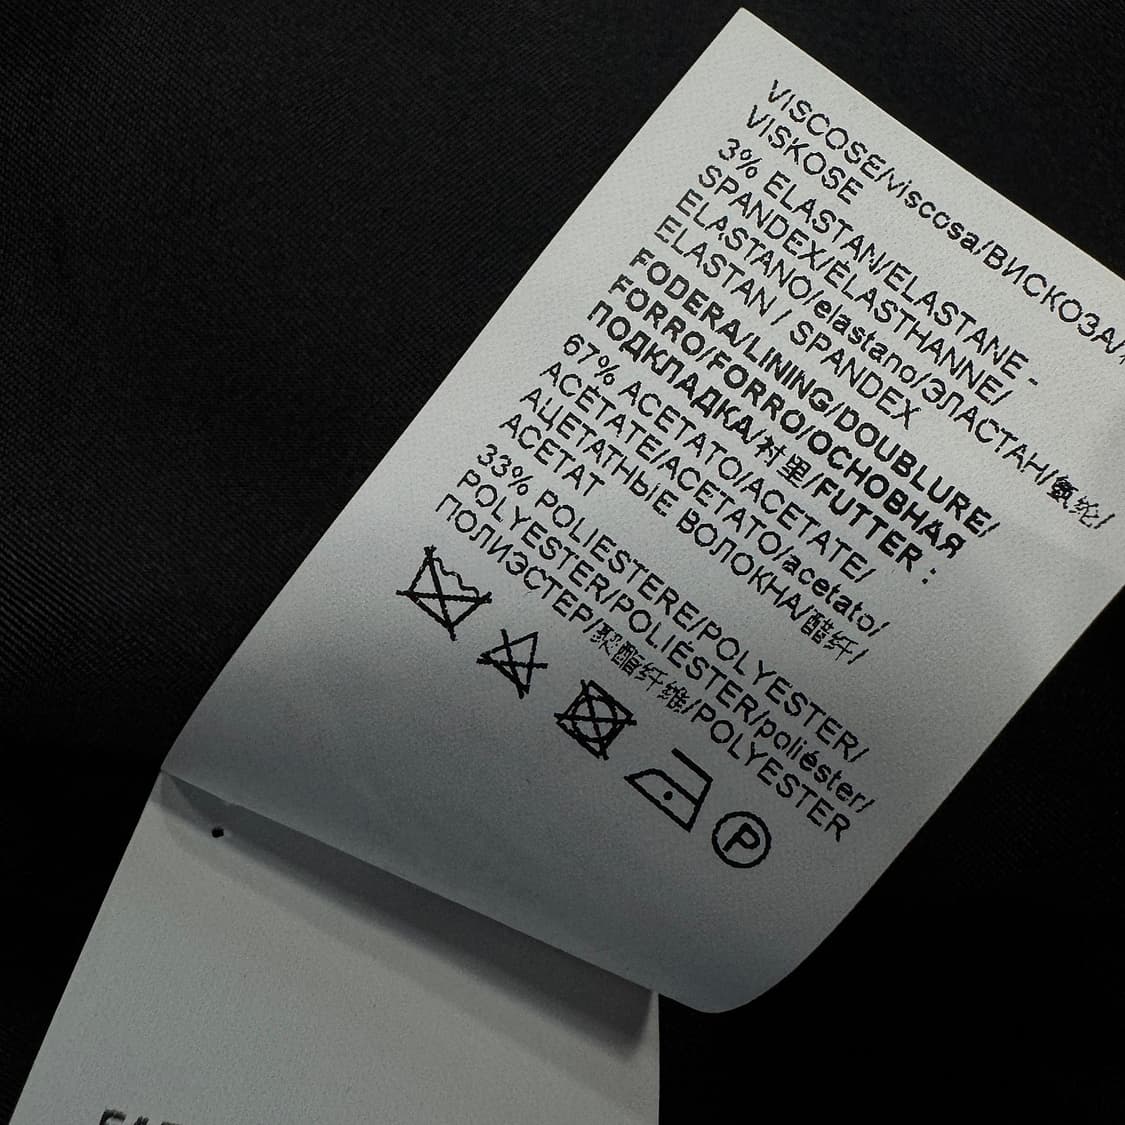 VISCOSE/viscosa/ВИСКОЗА/
VISKOSE
3% ELASTAN/ELASTANE -
SPANDEX/ÉLASTHANNE/
ELASTANO/elastano/ЭЛАСТАН/氨纶/
ELASTAN / SPANDEX
FODERA/LINING/DOUBLURE/
FORRO/FORRO/ОСНОВНАЯ
ПОДКЛАДКА/衬里/FUTTER :
67% ACETATO/ACETATE/
ACÉTATE/ACETATO/acetato/
АЦЕТАТНЫЕ ВОЛОКНА/醋纤/
ACETAT
33% POLIESTERE/POLYESTER/
POLYESTER/POLIÉSTER/poliéster/
ПОЛИЭСТЕР/聚酯纤维/POLYESTER
P